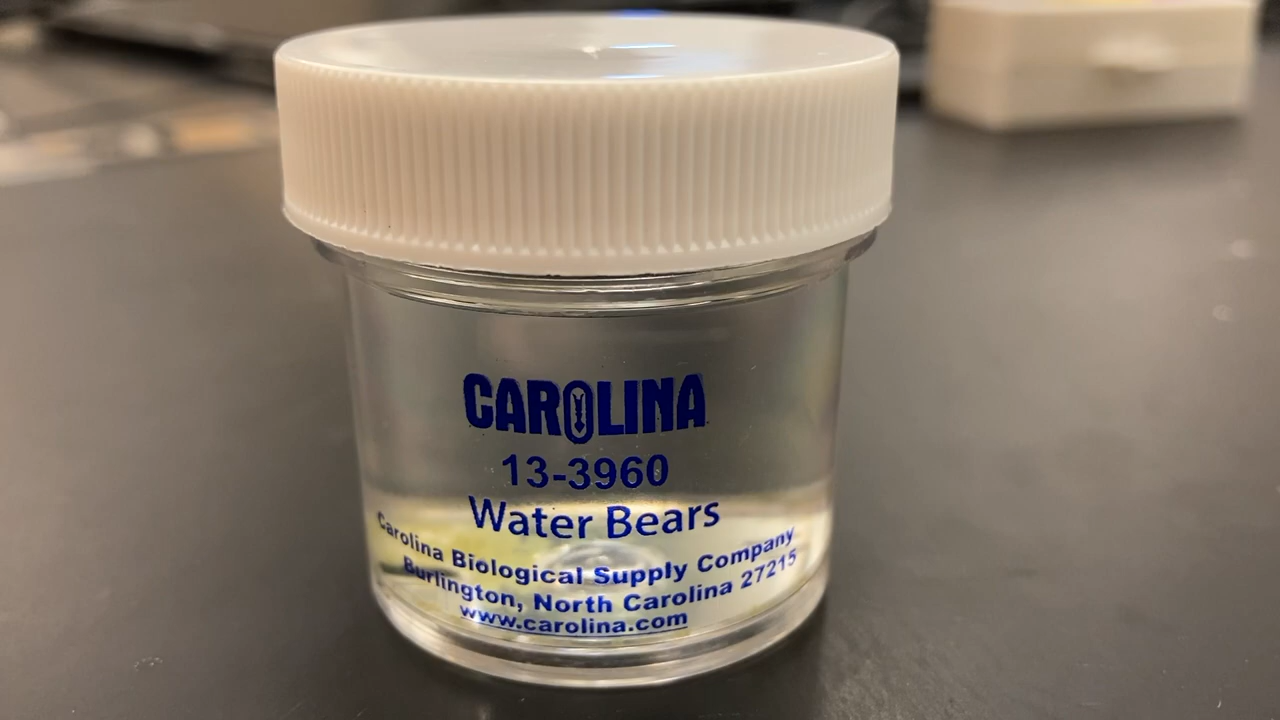 CAROLINA
13-3960
Water Bears
Carolina Biological Supply Company
Burlington, North Carolina 27215
www.carolina.com